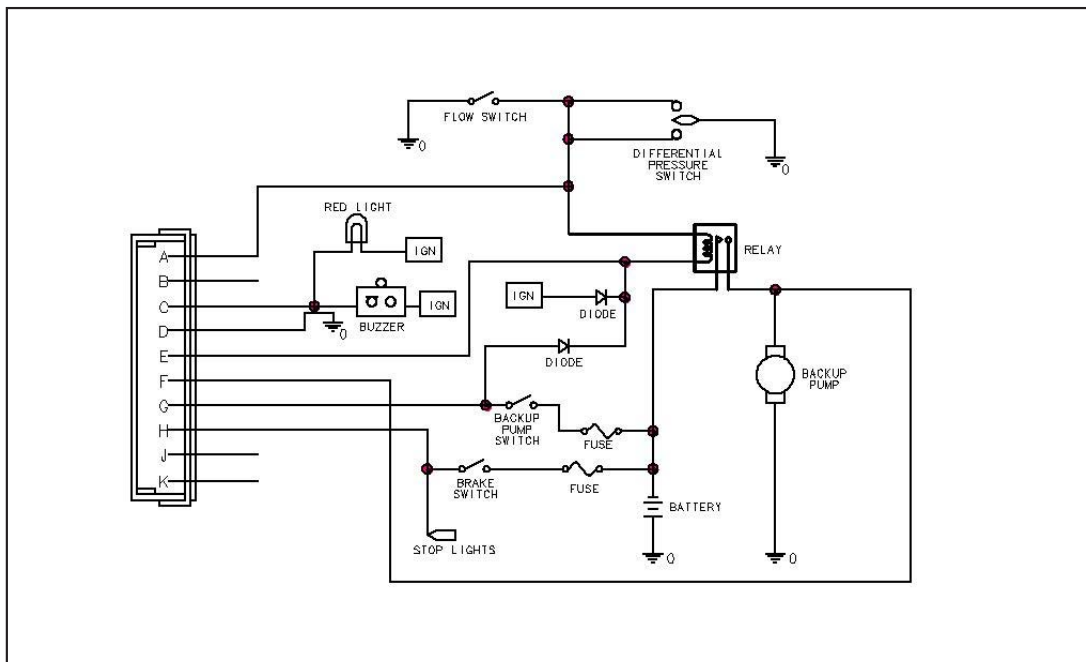 FLOW SWITCH
0
DIFFERENTIAL
PRESSURE
SWITCH
0
RED LIGHT
IGN
RELAY
A
B
C
D
E
F
G
H
J
K
IGN
BUZZER
0
IGN
DIODE
DIODE
BACKUP
PUMP
BACKUP
PUMP
SWITCH
FUSE
BRAKE
SWITCH
FUSE
BATTERY
STOP LIGHTS
0
0